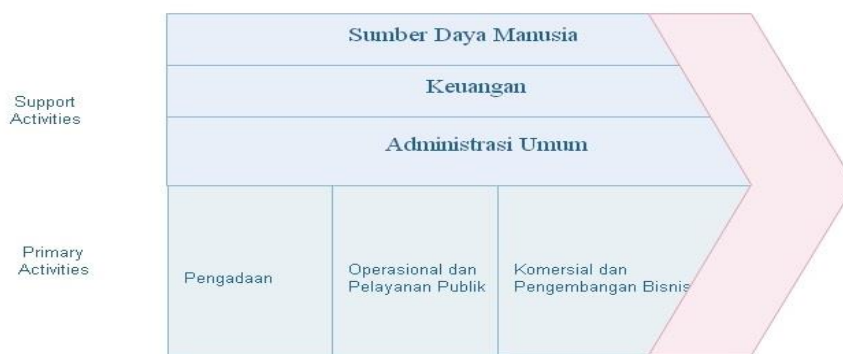 Sumber Daya Manusia
Support
Activities
Keuangan
Administrasi Umum
Primary
Activities
Pengadaan
Operasional dan
Pelayanan Publik
Komersial dan
Pengembangan Bisnis